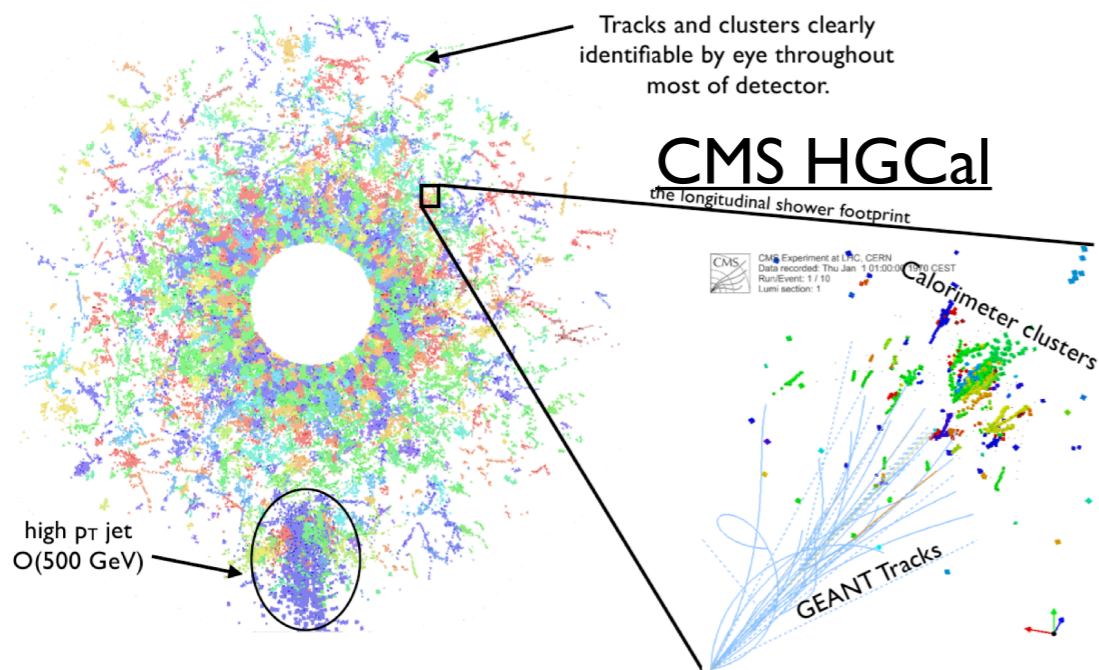 Tracks and clusters clearly
identifiable by eye throughout
most of detector.
CMS HGCal
the longitudinal shower footprint
CMS
CMS Experiment at LHC, CERN
Data recorded: Thu Jan 1 01:00:00 1970 CEST
Run/Event: 1 / 10
Lumi section: 1
Calorimeter clusters
high pT jet
O(500 GeV)
GEANT Tracks